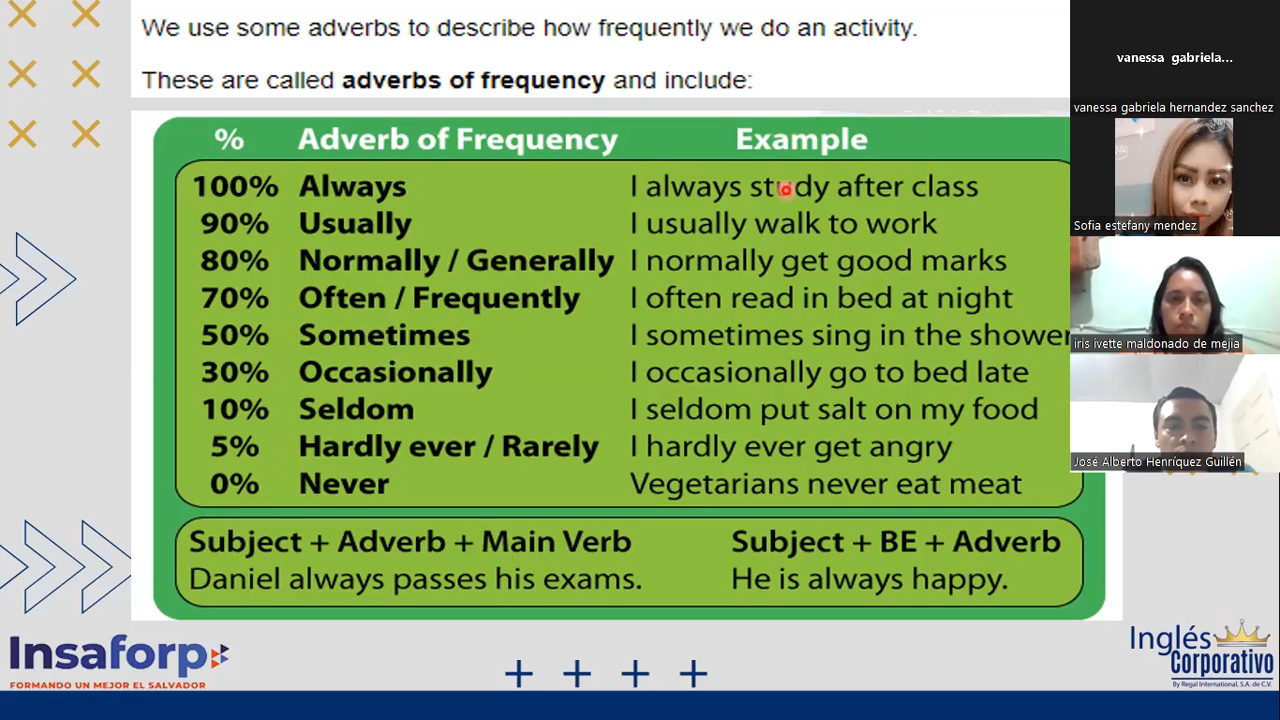 We use some adverbs to describe how frequently we do an activity.
These are called adverbs of frequency and include:
% Adverb of Frequency Example
100% Always I always study after class
90% Usually I usually walk to work
80% Normally / Generally I normally get good marks
70% Often / Frequently I often read in bed at night
50% Sometimes I sometimes sing in the shower
30% Occasionally I occasionally go to bed late
10% Seldom I seldom put salt on my food
5% Hardly ever / Rarely I hardly ever get angry
0% Never Vegetarians never eat meat
Subject + Adverb + Main Verb Subject + BE + Adverb
Daniel always passes his exams. He is always happy.
Insaforp
FORMANDO UN MEJOR EL SALVADOR
Inglés
Corporativo
By Regal International, S.A. de C.V.
vanessa gabriela...
vanessa gabriela hernandez sanchez
Sofia estefany mendez
iris ivette maldonado de mejia
José Alberto Henríquez Guillén